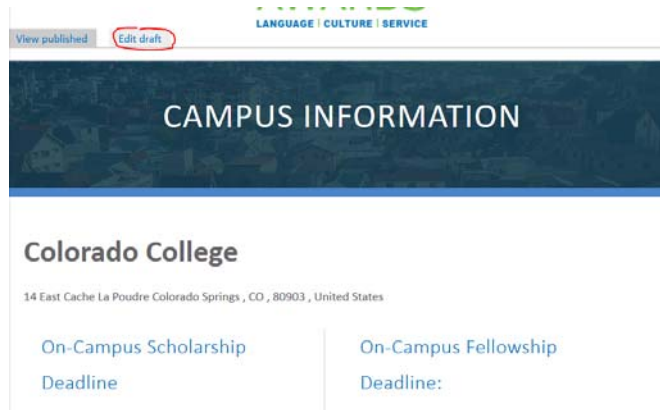 LANGUAGE | CULTURE | SERVICE
View published Edit draft
CAMPUS INFORMATION
Colorado College
14 East Cache La Poudre Colorado Springs , CO , 80903 , United States
On-Campus Scholarship
Deadline
On-Campus Fellowship
Deadline: